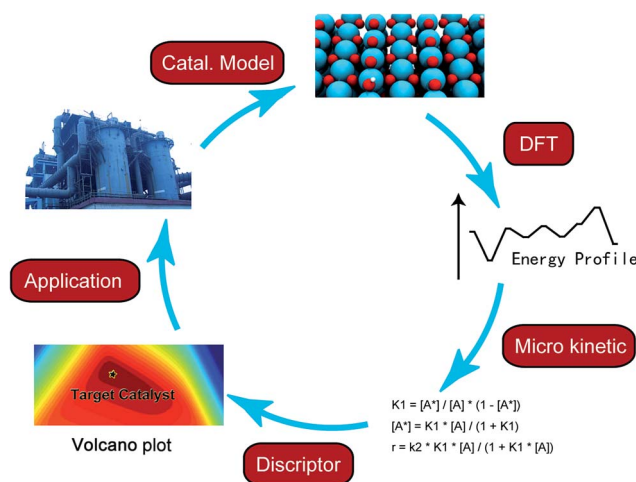 Catal. Model
DFT
Energy Profile
Micro kinetic
K1 = [A*] / [A] * (1 - [A*])
[A*] = K1 * [A] / (1 + K1)
r = k2 * K1 * [A] / (1 + K1 * [A])
Discriptor
Target Catalyst
Volcano plot
Application